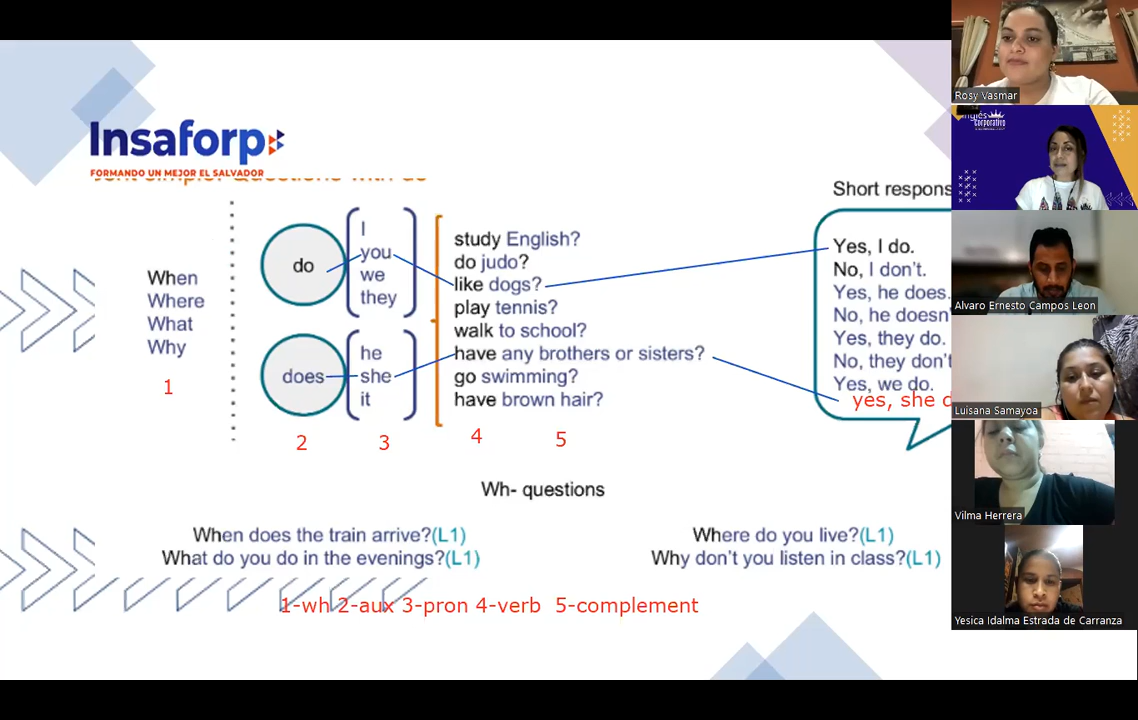 Insaforp
FORMANDO UN MEJOR EL SALVADOR
simple: Questions with do
When
Where
What
Why
1
do
I
you
we
they
does
he
she
it
2
3
study English?
do judo?
like dogs?
play tennis?
walk to school?
have any brothers or sisters?
go swimming?
have brown hair?
4
5
Short respons
Yes, I do.
No, I don't.
Yes, he does.
No, he doesn'
Yes, they do.
No, they don't
Yes, we do.
yes, she d
Wh- questions
When does the train arrive?(L1)
What do you do in the evenings?(L1)
Where do you live?(L1)
Why don't you listen in class?(L1)
1-wh 2-aux 3-pron 4-verb 5-complement
Rosy Vasmar
Inglés
corporativo
Alvaro Ernesto Campos Leon
Luisana Samayoa
Vilma Herrera
Yesica Idalma Estrada de Carranza